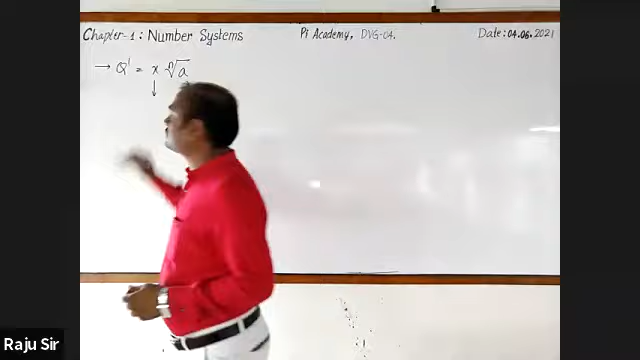 Chapter-1 : Number Systems Pi Academy, DVG-04. Date: 04.06.2021
→ Q' = x ⁿ√a
↓
Raju Sir